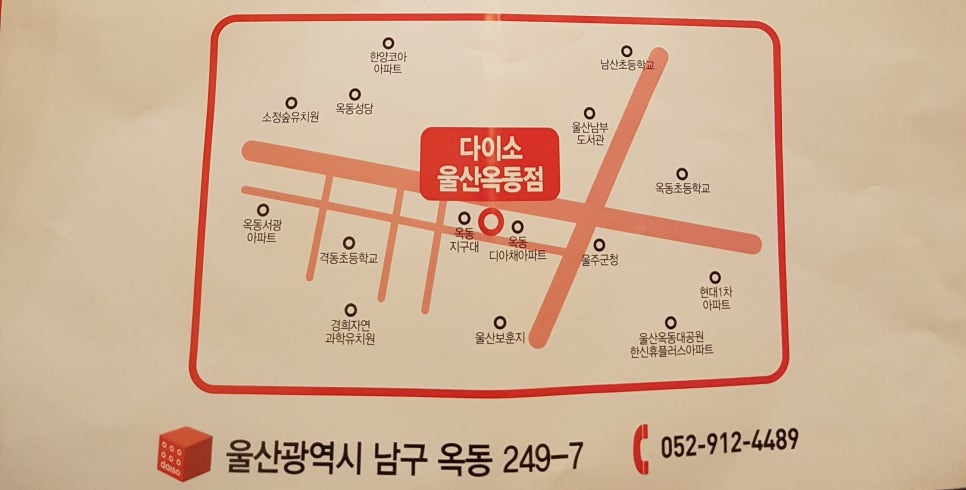 한양코아
아파트
남산초등학교
소정숲유치원
옥동성당
울산남부
도서관
다이소
울산옥동점
옥동초등학교
옥동서광
아파트
격동초등학교
옥동
지구대
옥동
디아채아파트
울주군청
현대1차
아파트
경희자연
과학유치원
울산보훈지
울산옥동대공원
한신휴플러스아파트
daiso
울산광역시 남구 옥동 249-7
052-912-4489